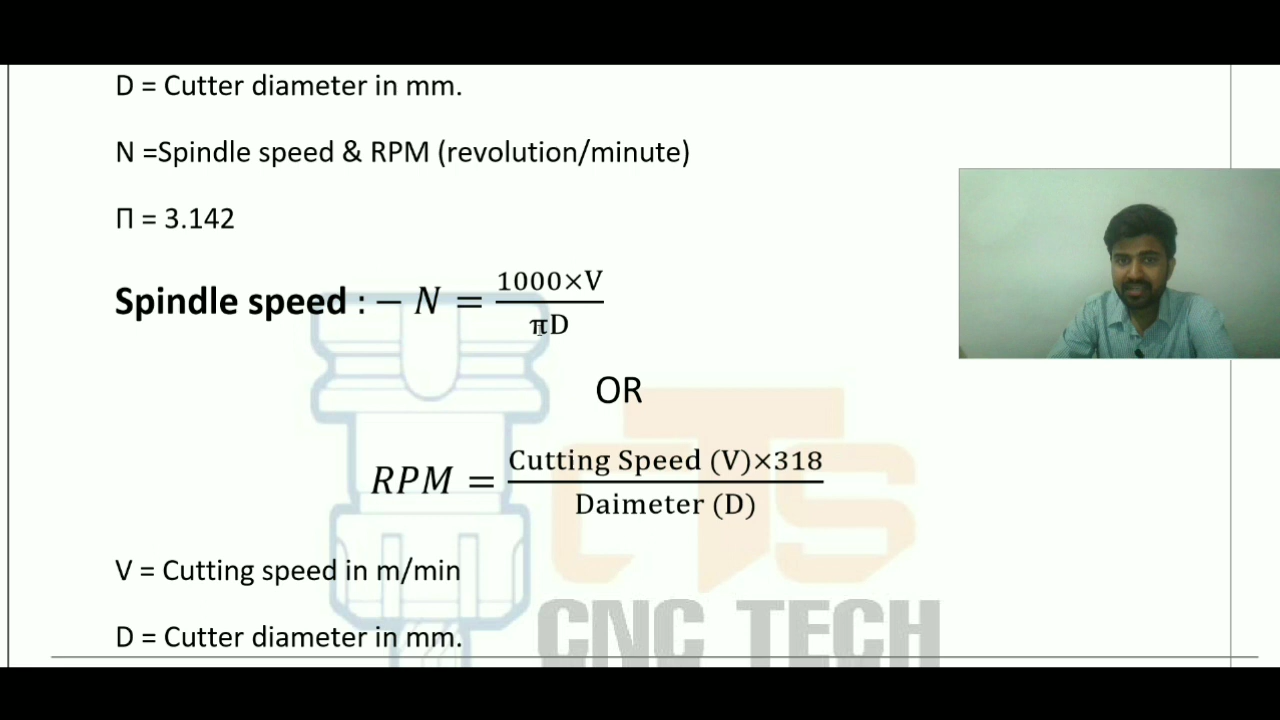 D = Cutter diameter in mm.
N =Spindle speed & RPM (revolution/minute)
Π = 3.142
Spindle speed : − N = 1000×V / πD
OR
RPM = Cutting Speed (V)×318 / Daimeter (D)
V = Cutting speed in m/min
D = Cutter diameter in mm.
CTS
CNC TECH